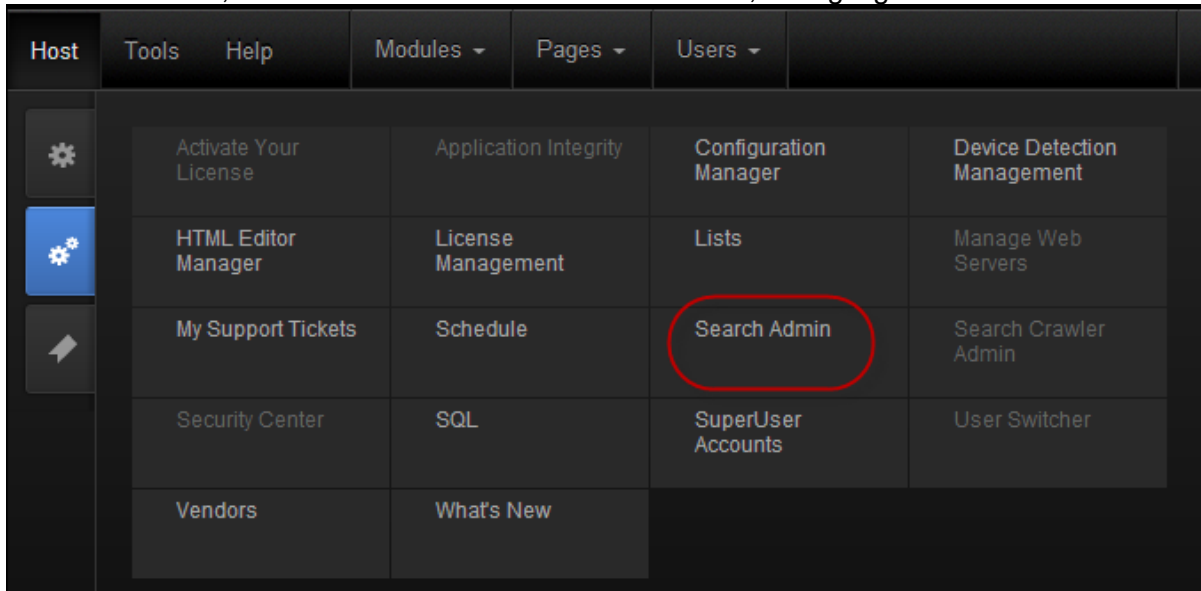 Host Tools Help Modules Pages Users
Activate Your
License
Application Integrity
Configuration
Manager
Device Detection
Management
HTML Editor
Manager
License
Management
Lists
Manage Web
Servers
My Support Tickets
Schedule
Search Admin
Search Crawler
Admin
Security Center
SQL
SuperUser
Accounts
User Switcher
Vendors
What's New